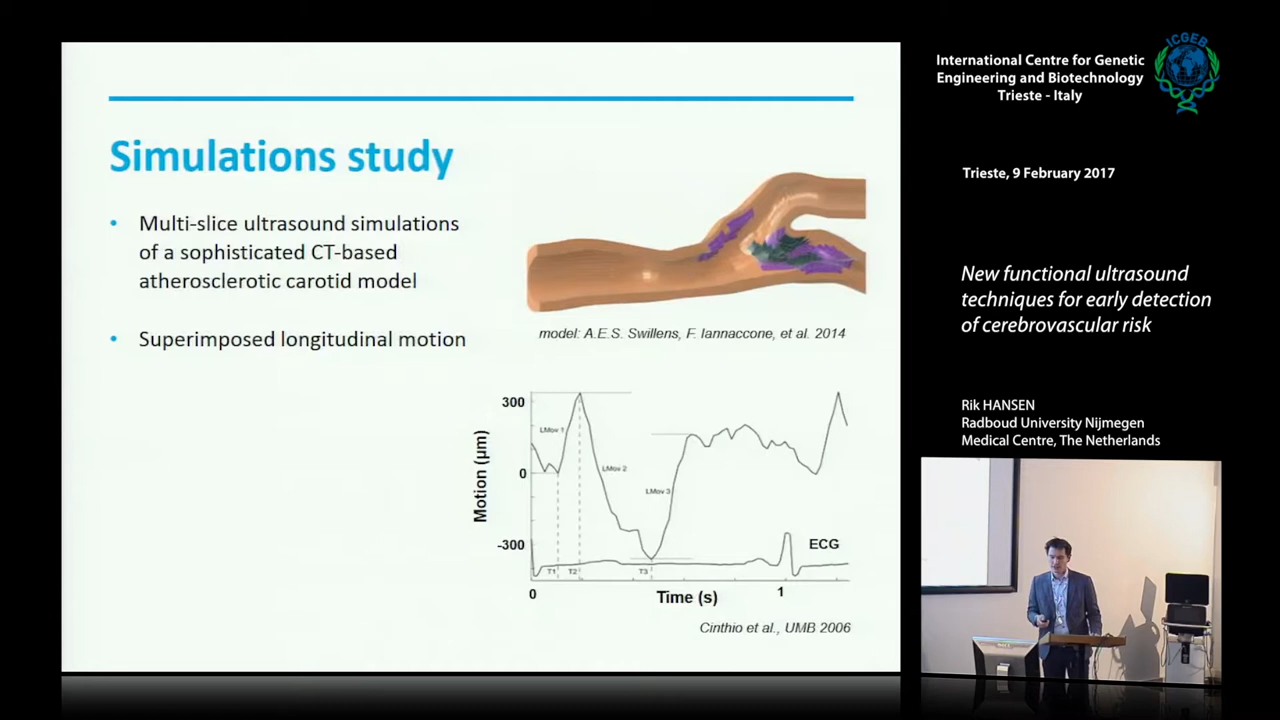 Simulations study
• Multi-slice ultrasound simulations
of a sophisticated CT-based
atherosclerotic carotid model
• Superimposed longitudinal motion
model: A.E.S. Swillens, F. Iannaccone, et al. 2014
Motion (µm)
300
0
-300
LMov 1
LMov 2
LMov 3
ECG
T1
T2
T3
0
1
Time (s)
Cinthio et al., UMB 2006
International Centre for Genetic
Engineering and Biotechnology
Trieste - Italy
ICGEB
Trieste, 9 February 2017
New functional ultrasound
techniques for early detection
of cerebrovascular risk
Rik HANSEN
Radboud University Nijmegen
Medical Centre, The Netherlands